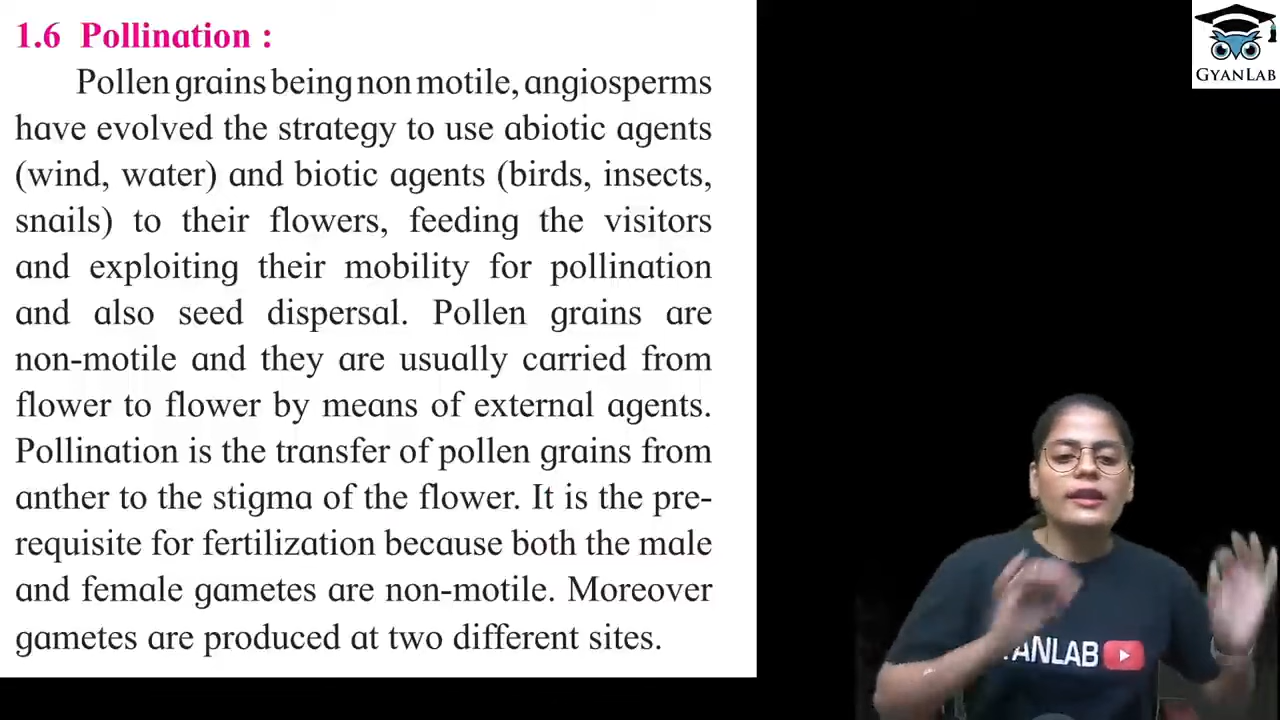 1.6 Pollination :
Pollen grains being non motile, angiosperms
have evolved the strategy to use abiotic agents
(wind, water) and biotic agents (birds, insects,
snails) to their flowers, feeding the visitors
and exploiting their mobility for pollination
and also seed dispersal. Pollen grains are
non-motile and they are usually carried from
flower to flower by means of external agents.
Pollination is the transfer of pollen grains from
anther to the stigma of the flower. It is the pre-
requisite for fertilization because both the male
and female gametes are non-motile. Moreover
gametes are produced at two different sites.
GYANLAB
YANLAB